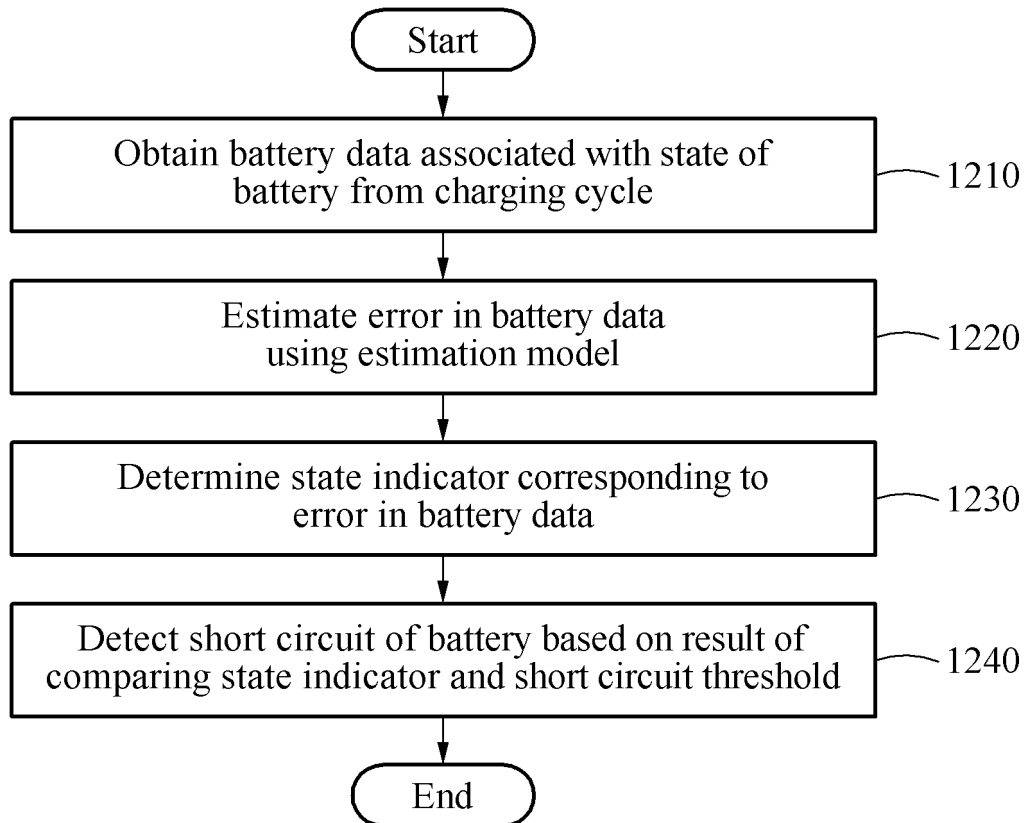 Start
Obtain battery data associated with state of
battery from charging cycle
1210
Estimate error in battery data
using estimation model
1220
Determine state indicator corresponding to
error in battery data
1230
Detect short circuit of battery based on result of
comparing state indicator and short circuit threshold
1240
End